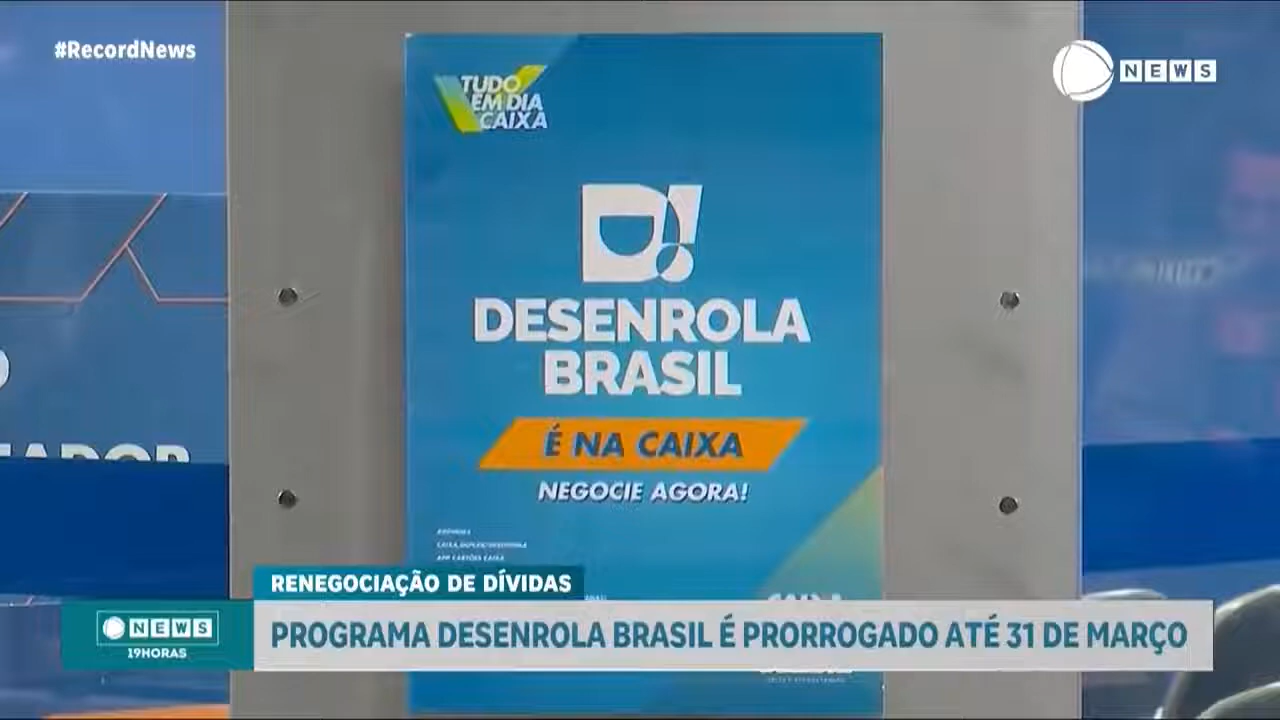 #RecordNews
NEWS
TUDO
EM DIA
CAIXA
D!
DESENROLA
BRASIL
É NA CAIXA
NEGOCIE AGORA!
RENEGOCIAÇÃO DE DÍVIDAS
NEWS
19HORAS
PROGRAMA DESENROLA BRASIL É PRORROGADO ATÉ 31 DE MARÇO